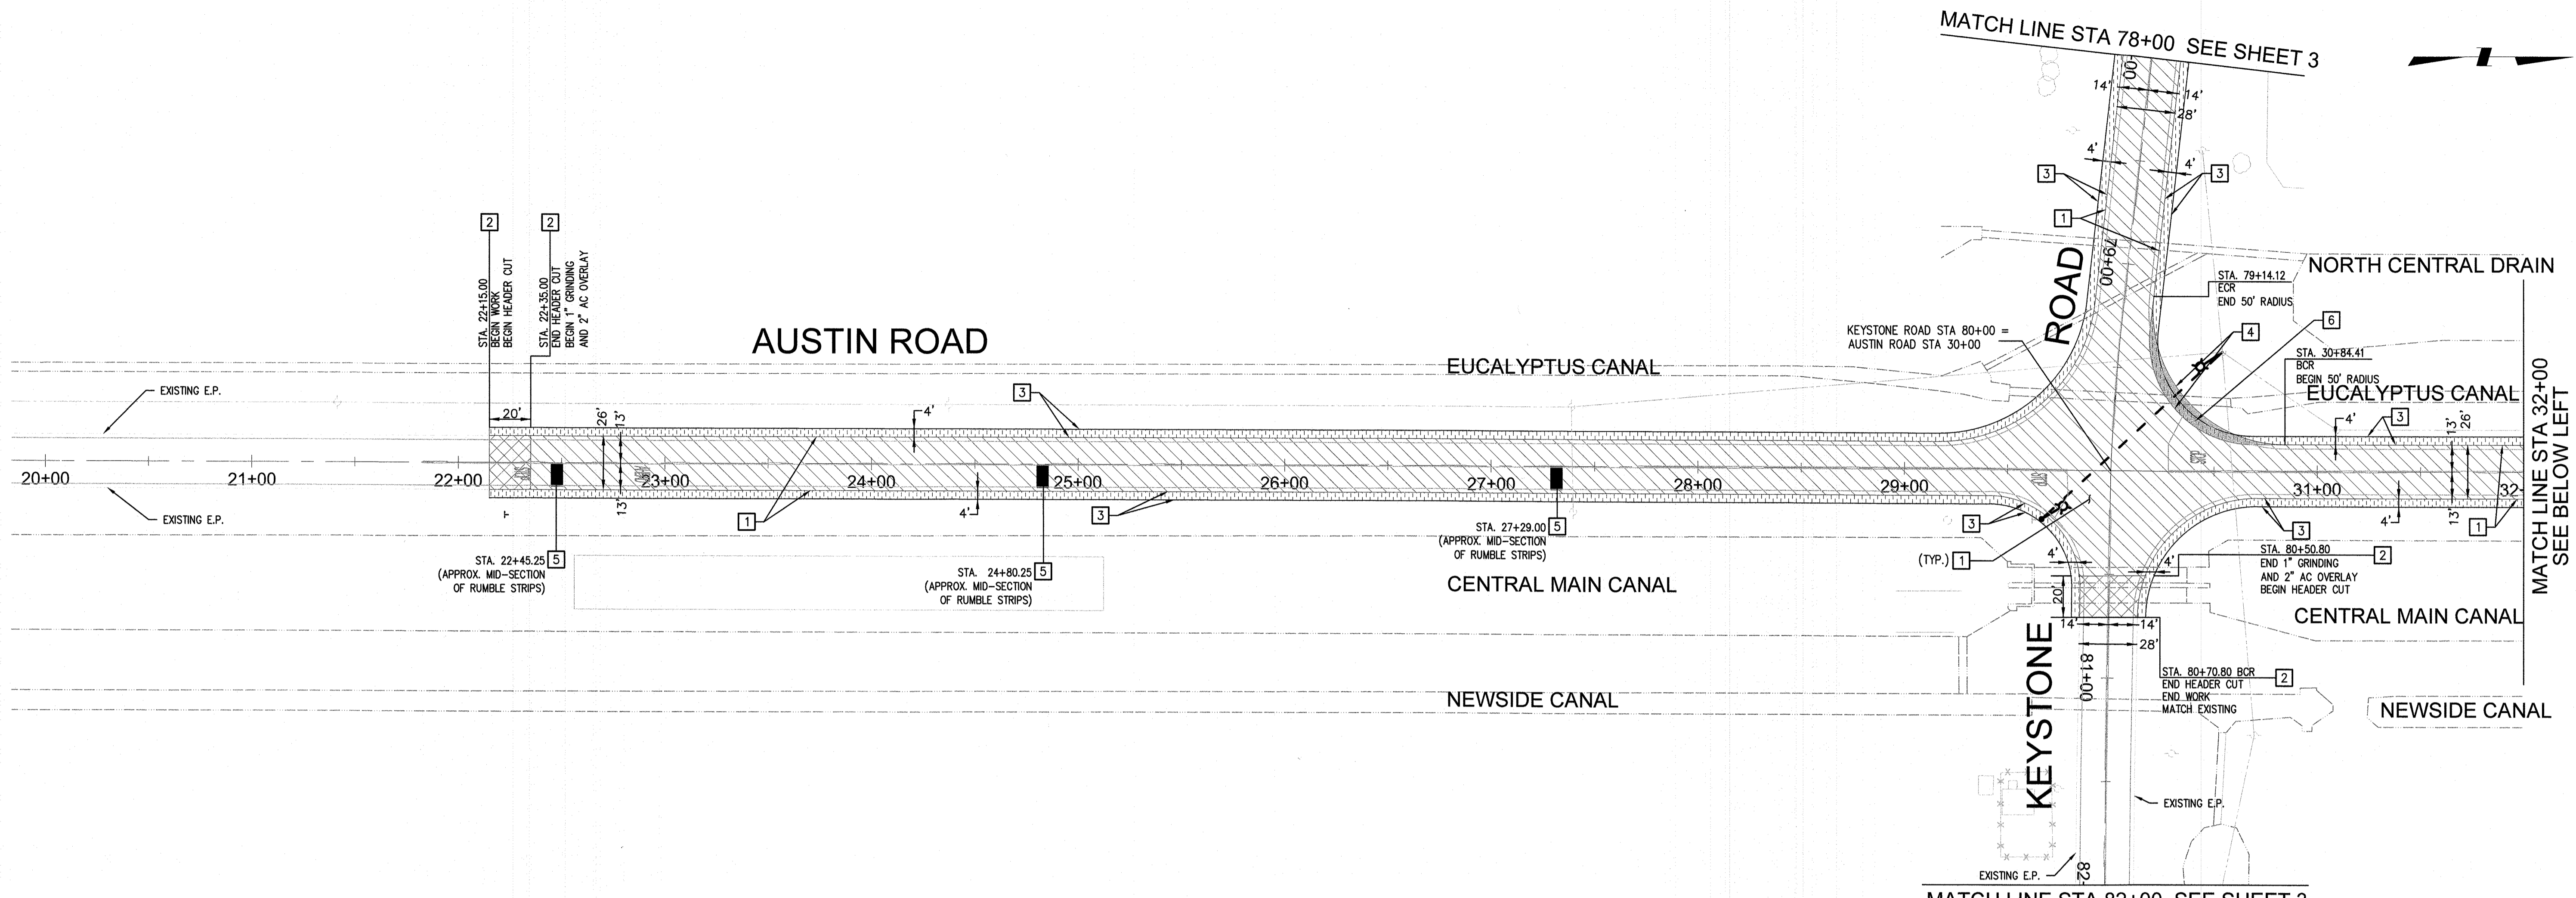 MATCH LINE STA 78+00 SEE SHEET 3
14'
14'
28'
4'
4'
3
3
1
79+00
ROAD
NORTH CENTRAL DRAIN
STA. 79+14.12
ECR
END 50' RADIUS
6
4
2
2
STA. 22+15.00
BEGIN WORK
BEGIN HEADER CUT
STA. 22+35.00
END HEADER CUT
BEGIN 1" GRINDING
AND 2" AC OVERLAY
AUSTIN ROAD
KEYSTONE ROAD STA 80+00 =
AUSTIN ROAD STA 30+00
STA. 30+84.41
BCR
BEGIN 50' RADIUS
EUCALYPTUS CANAL
EUCALYPTUS CANAL
EXISTING E.P.
3
20'
26'
13'
4'
4'
3
13'
26'
MATCH LINE STA 32+00
SEE BELOW LEFT
20+00
21+00
22+00
23+00
24+00
25+00
26+00
27+00
28+00
29+00
31+00
32
EXISTING E.P.
13'
1
4'
3
3
3
4'
13'
1
STA. 22+45.25
(APPROX. MID-SECTION
OF RUMBLE STRIPS)
5
STA. 24+80.25
(APPROX. MID-SECTION
OF RUMBLE STRIPS)
5
STA. 27+29.00
(APPROX. MID-SECTION
OF RUMBLE STRIPS)
5
(TYP.)
1
4'
4'
STA. 80+50.80
END 1" GRINDING
AND 2" AC OVERLAY
BEGIN HEADER CUT
2
CENTRAL MAIN CANAL
CENTRAL MAIN CANAL
20'
14'
14'
28'
KEYSTONE
81+00
STA. 80+70.80 BCR
END HEADER CUT
END WORK
MATCH EXISTING
2
NEWSIDE CANAL
NEWSIDE CANAL
EXISTING E.P.
EXISTING E.P.
82
MATCH LINE STA 82+00 SEE SHEET 3